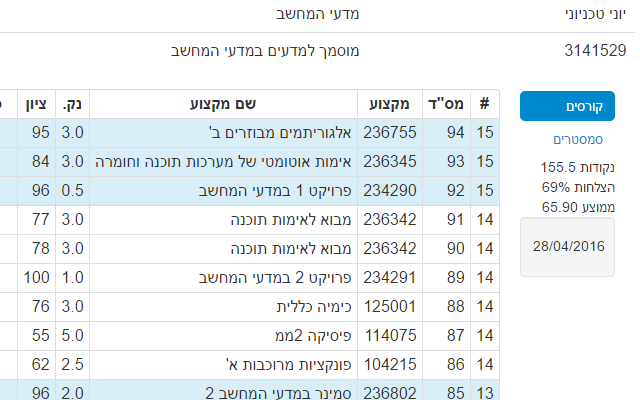 יוני טכניוני מדעי המחשב
3141529 מוסמך למדעים במדעי המחשב
קורסים
סמסטרים
נקודות 155.5
הצלחות 69%
ממוצע 65.90
28/04/2016
# מס"ד מקצוע שם מקצוע נק. ציון
15 94 236755 אלגוריתמים מבוזרים ב' 3.0 95
15 93 236345 אימות אוטומטי של מערכות תוכנה וחומרה 3.0 84
15 92 234290 פרויקט 1 במדעי המחשב 0.5 96
14 91 236342 מבוא לאימות תוכנה 3.0 77
14 90 236342 מבוא לאימות תוכנה 3.0 78
14 89 234291 פרויקט 2 במדעי המחשב 1.0 100
14 88 125001 כימיה כללית 3.0 76
14 87 114075 פיסיקה 2ממ 5.0 55
14 86 104215 פונקציות מרוכבות א' 2.5 62
13 85 236802 סמינר במדעי המחשב 2 2.0 96